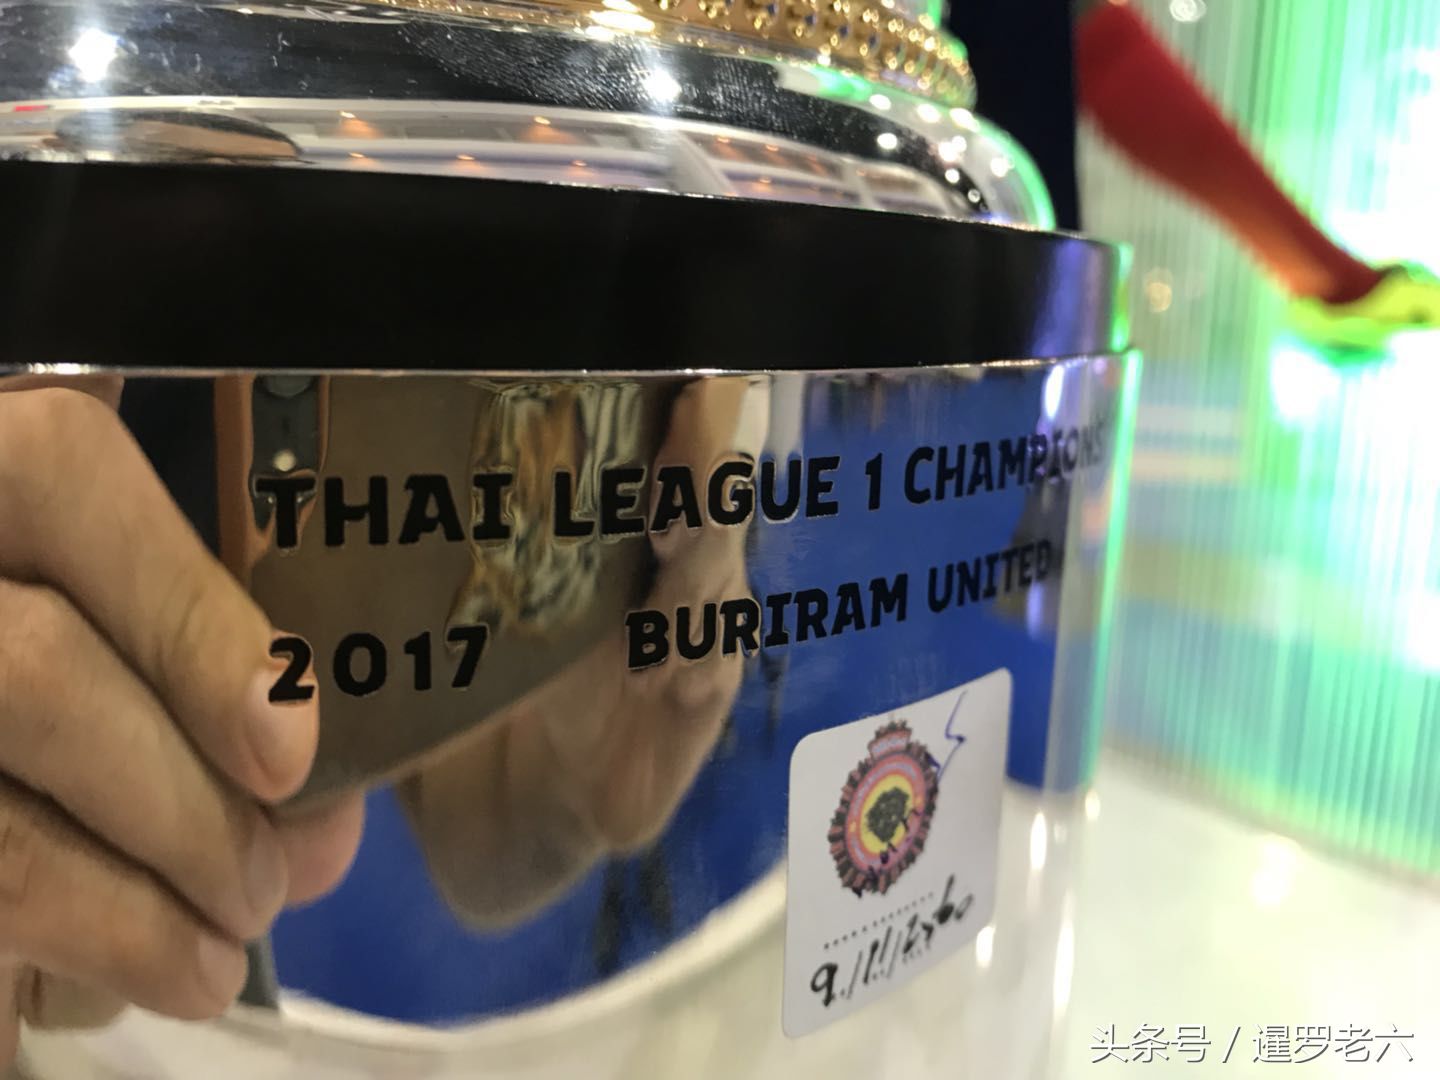 THAI LEAGUE 1 CHAMPIONS
2017 BURIRAM UNITED
9/11/2560
头条号 / 暹罗老六